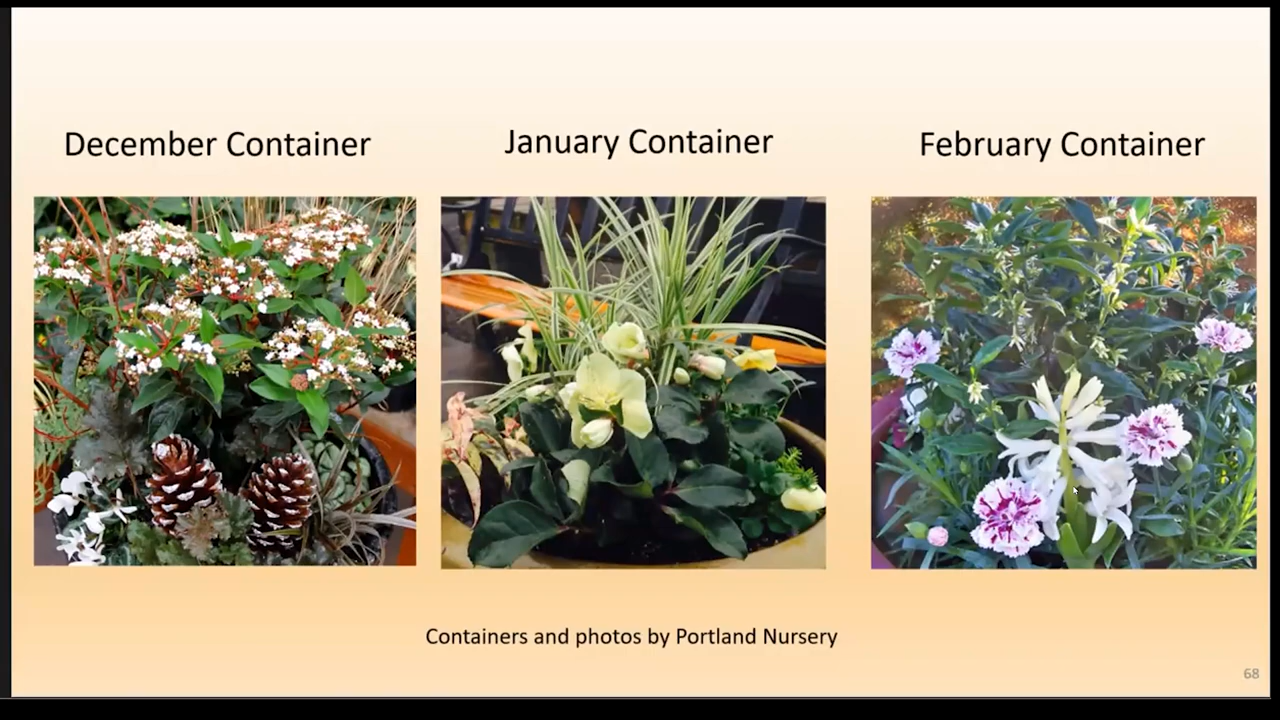 December Container
January Container
February Container
Containers and photos by Portland Nursery
68